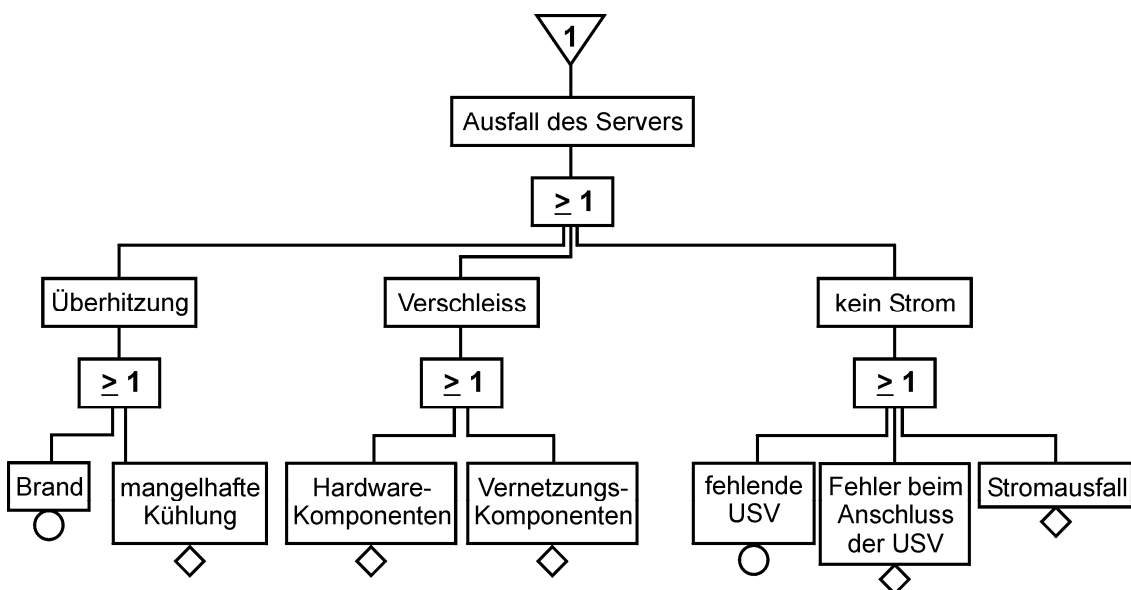 1
Ausfall des Servers
≥ 1
Überhitzung
Verschleiss
kein Strom
≥ 1
≥ 1
≥ 1
Brand
mangelhafte
Kühlung
Hardware-
Komponenten
Vernetzungs-
Komponenten
fehlende
USV
Fehler beim
Anschluss
der USV
Stromausfall